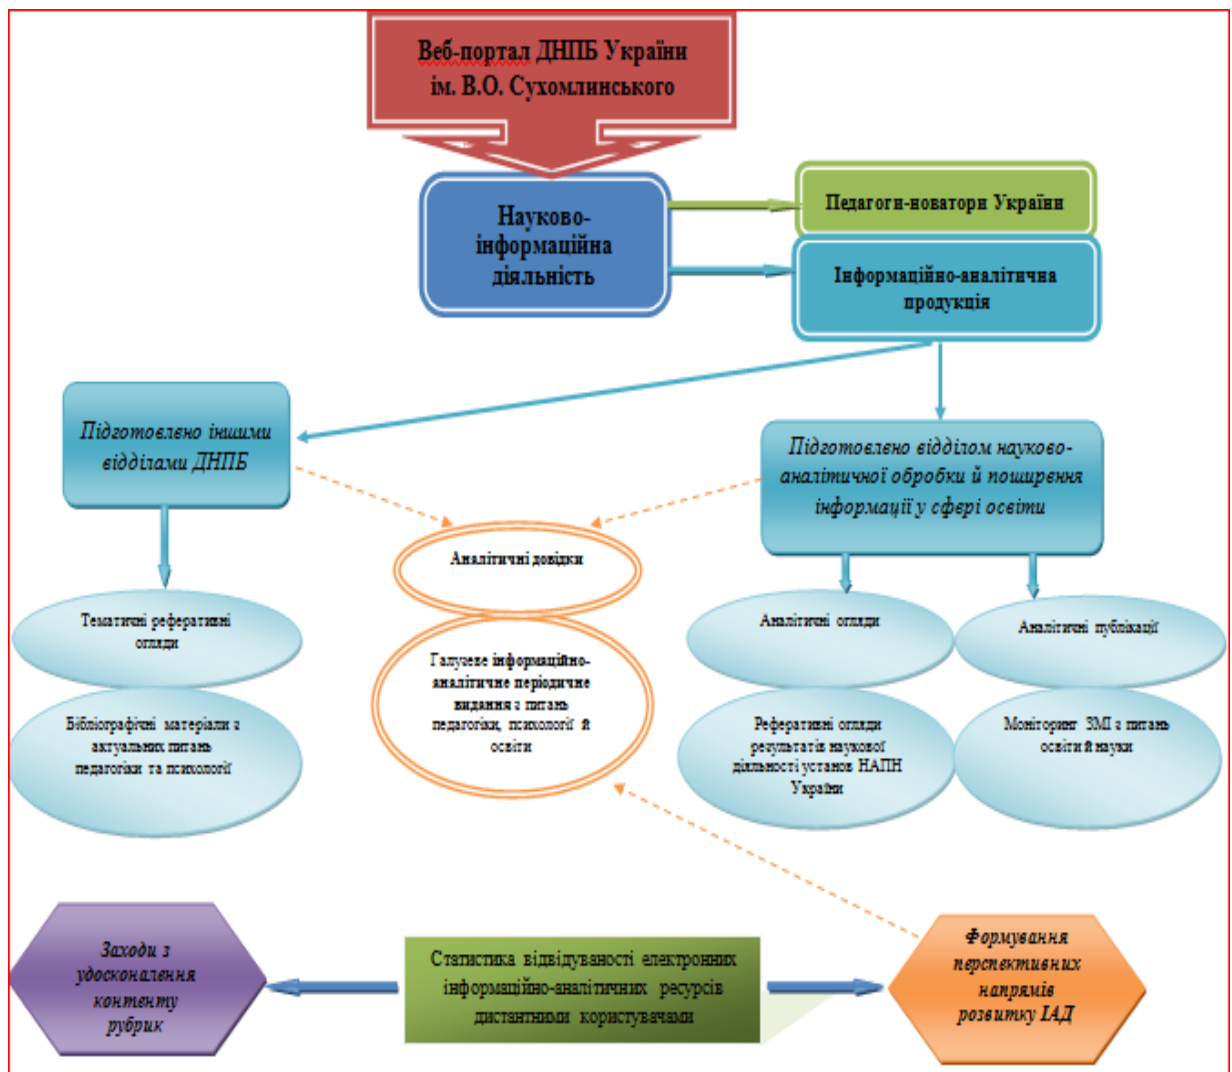 Веб-портал ДНПБ України
ім. В.О. Сухомлинського
Науково-
інформаційна
діяльність
Педагоги-новатори України
Інформаційно-аналітична
продукція
Підготовлено іншими
відділами ДНПБ
Підготовлено відділом науково-
аналітичної обробки й поширення
інформації у сфері освіти
Аналітичні довідки
Тематичні реферативні
огляди
Аналітичні огляди
Аналітичні публікації
Галузеве інформаційно-
аналітичне періодичне
видання з питань
педагогіки, психології й
освіти
Бібліографічні матеріали з
актуальних питань
педагогіки та психології
Реферативні огляди
результатів наукової
діяльності установ НАПН
України
Моніторинг ЗМІ з питань
освіти й науки
Заходи з
удосконалення
контенту
рубрик
Статистика відвідуваності електронних
інформаційно-аналітичних ресурсів
дистантними користувачами
Формування
перспективних
напрямів
розвитку ІАД